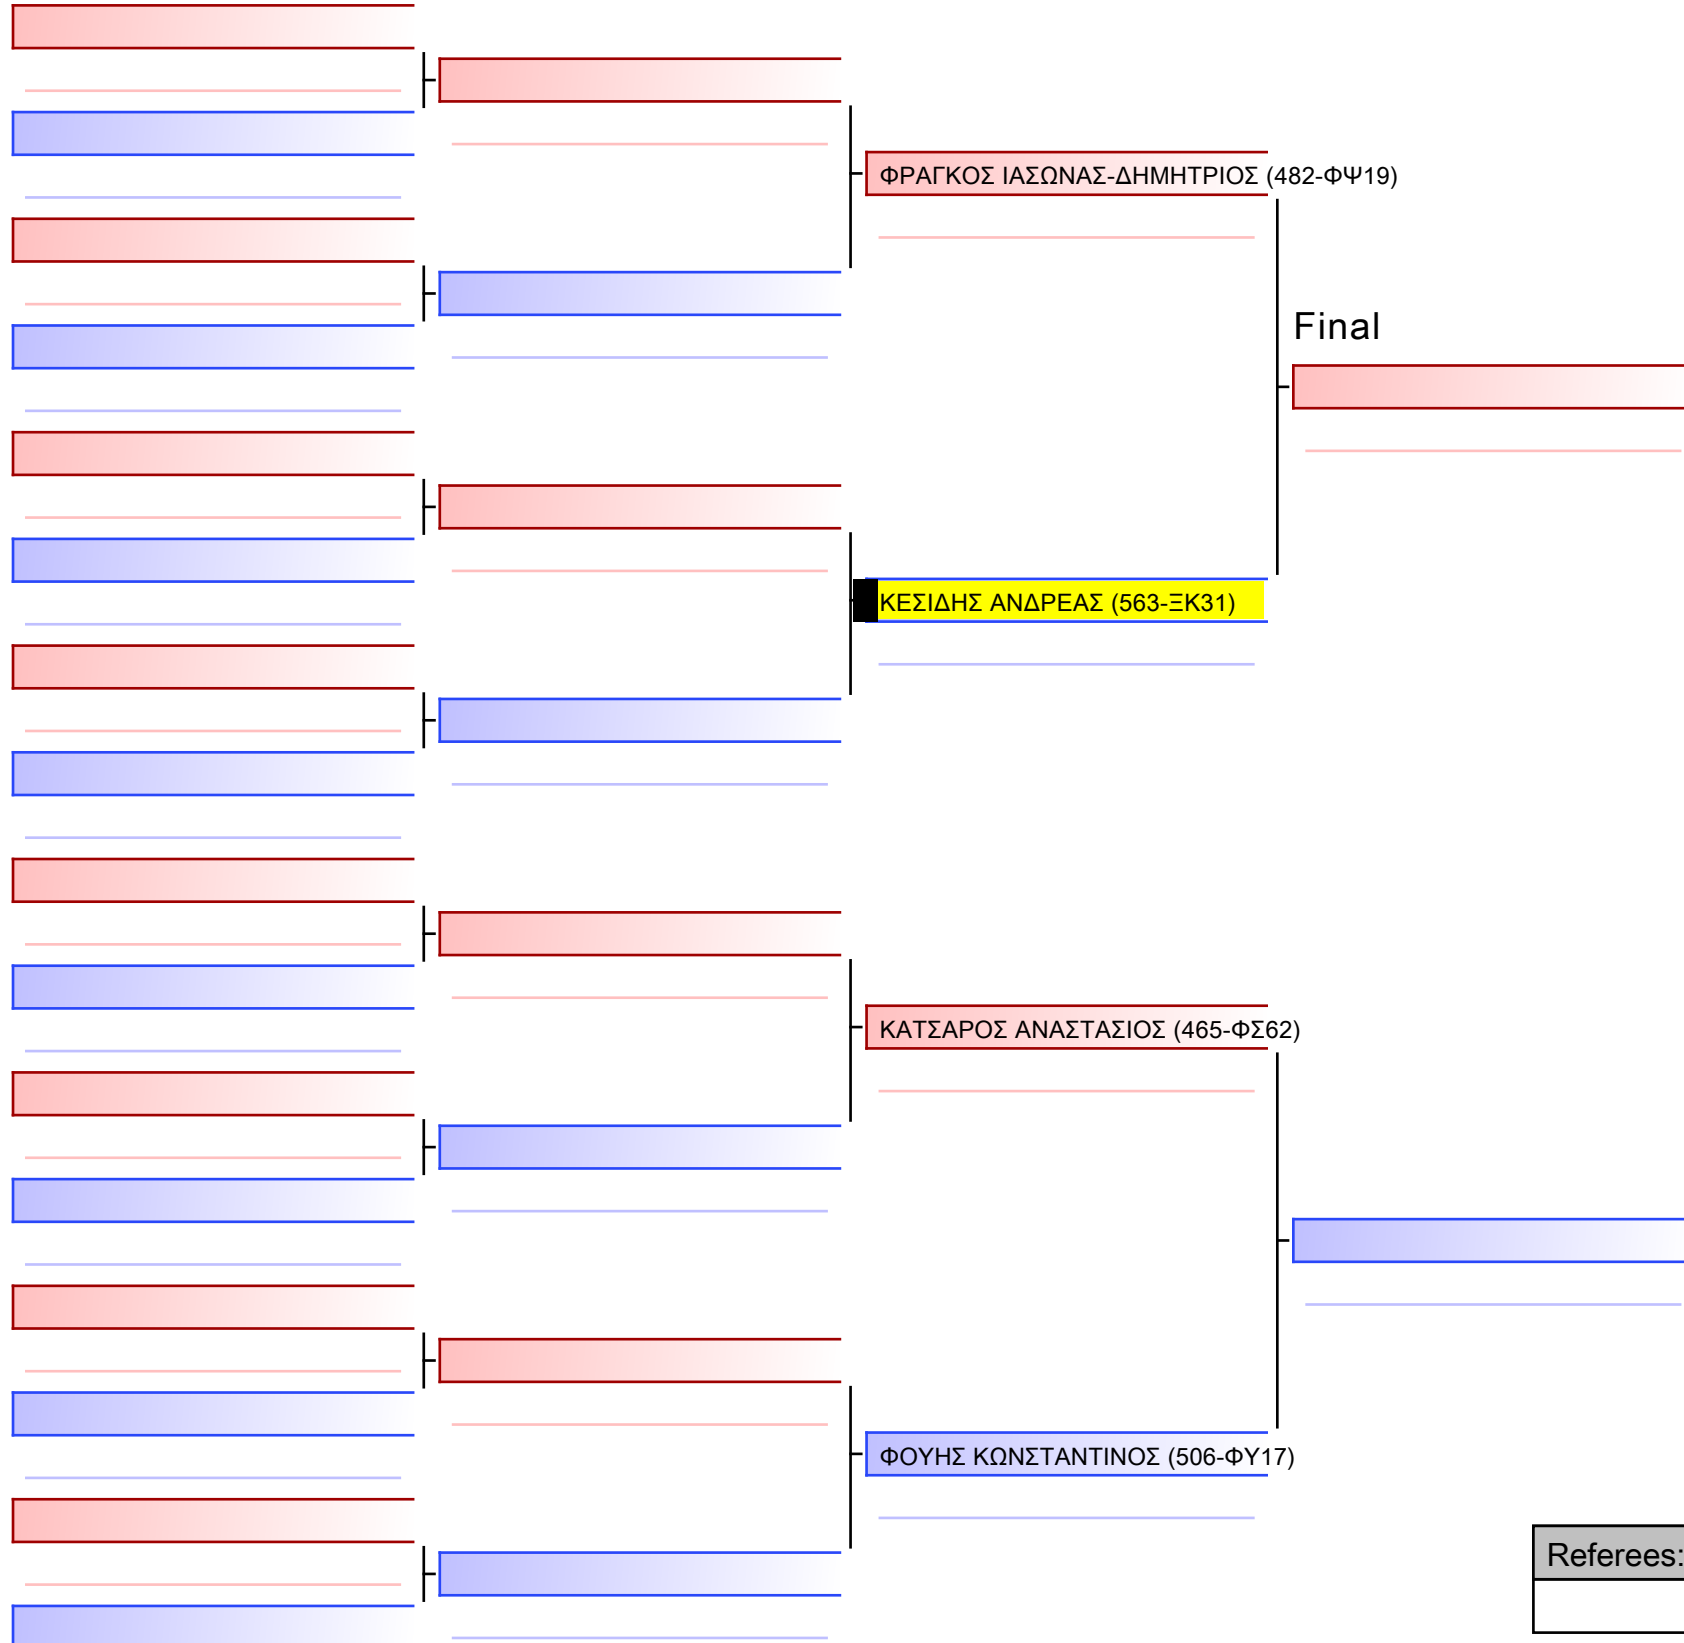 ΦΡΑΓΚΟΣ ΙΑΣΩΝΑΣ-ΔΗΜΗΤΡΙΟΣ (482-ΦΨ19)
Final
ΚΕΣΙΔΗΣ ΑΝΔΡΕΑΣ (563-ΞΚ31)
ΚΑΤΣΑΡΟΣ ΑΝΑΣΤΑΣΙΟΣ (465-ΦΣ62)
ΦΟΥΗΣ ΚΩΝΣΤΑΝΤΙΝΟΣ (506-ΦΥ17)
Referees: